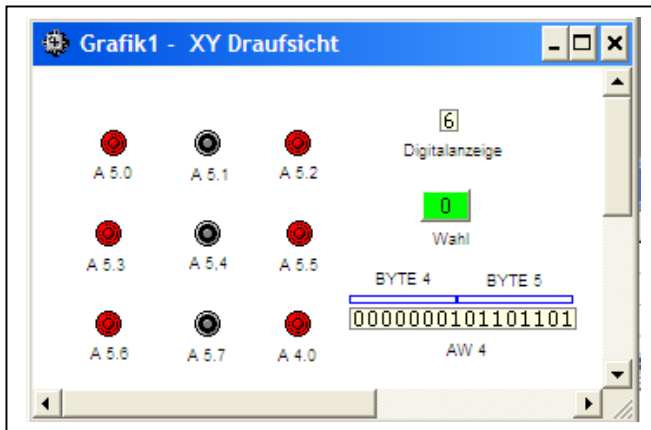 Grafik1 - XY Draufsicht
6
Digitalanzeige
A 5.0 A 5.1 A 5.2
0
Wahl
A 5.3 A 5,4 A 5.5
BYTE 4 BYTE 5
0000000101101101
A 5.6 A 5.7 A 4.0
AW 4